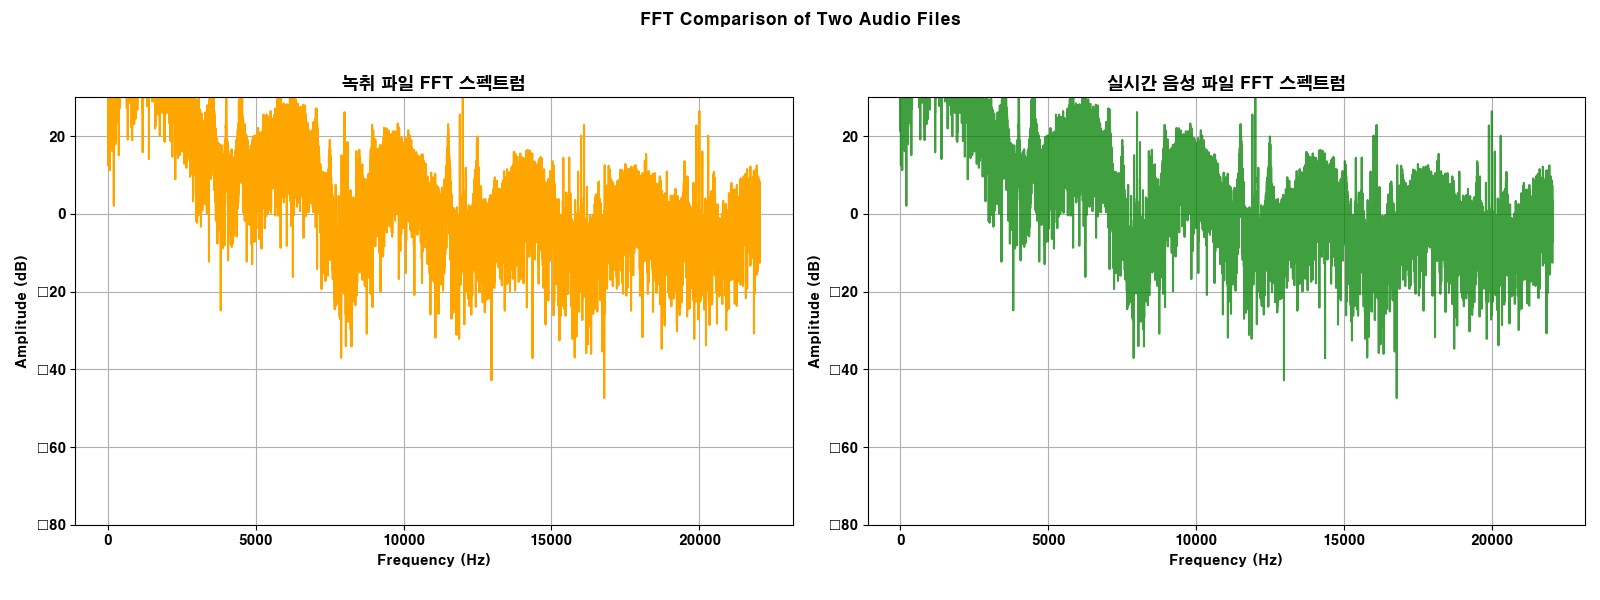 FFT Comparison of Two Audio Files
녹취 파일 FFT 스펙트럼
Amplitude (dB)
20
0
□20
□40
□60
□80
0 5000 10000 15000 20000
Frequency (Hz)
실시간 음성 파일 FFT 스펙트럼
Amplitude (dB)
20
0
□20
□40
□60
□80
0 5000 10000 15000 20000
Frequency (Hz)